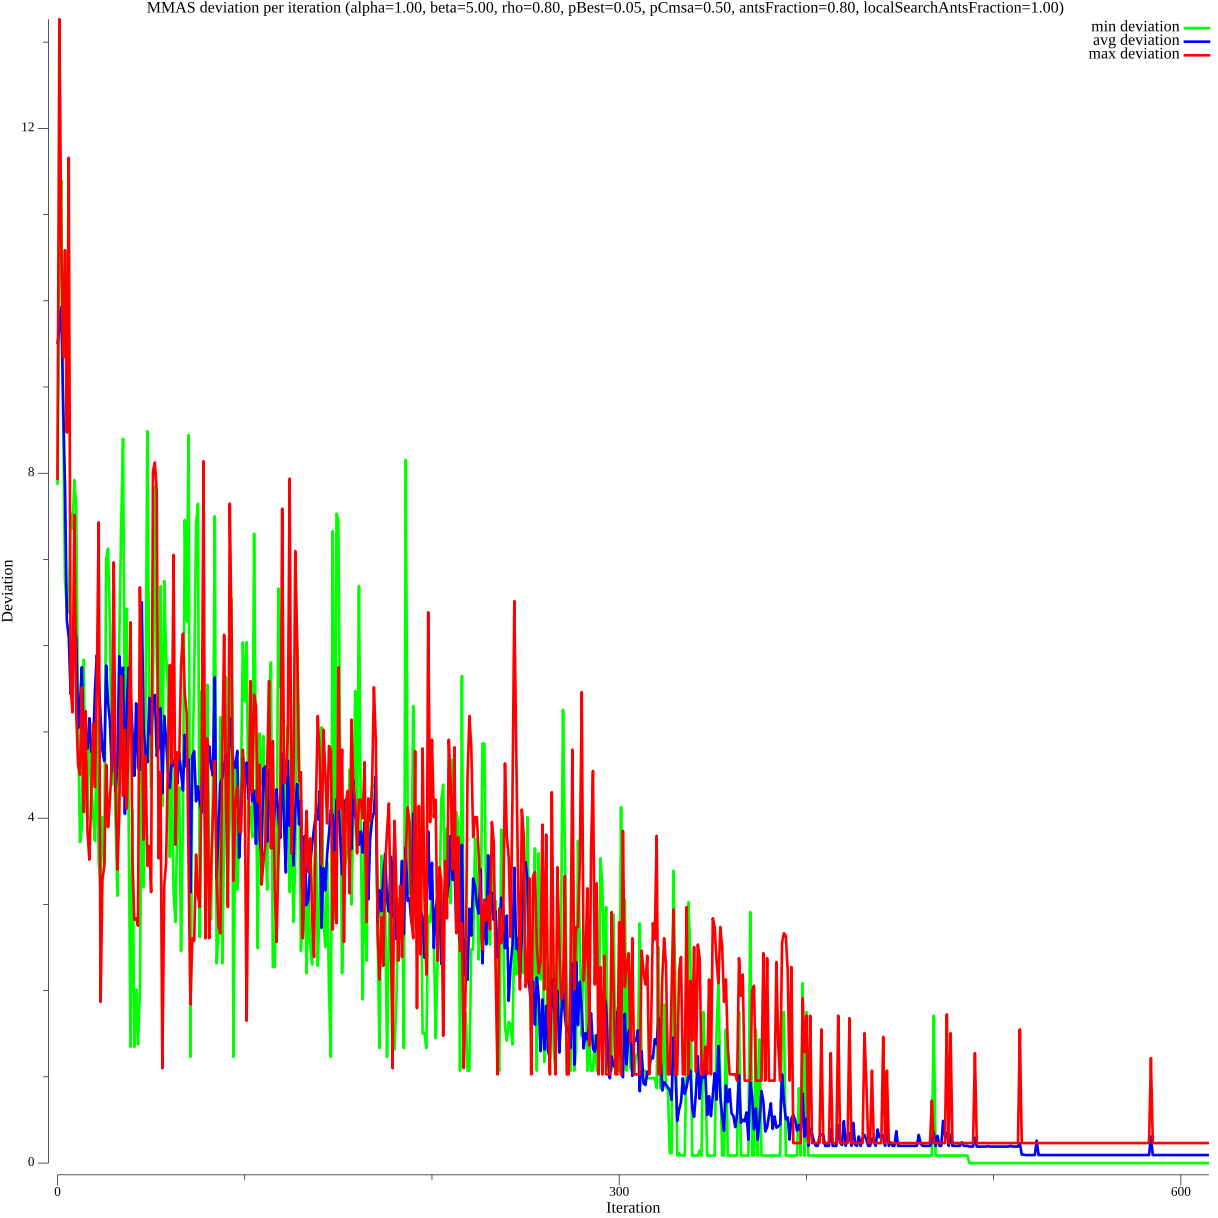 MMAS deviation per iteration (alpha=1.00, beta=5.00, rho=0.80, pBest=0.05, pCmsa=0.50, antsFraction=0.80, localSearchAntsFraction=1.00)
min deviation
avg deviation
max deviation
12
8
4
0
Deviation
0
300
600
Iteration